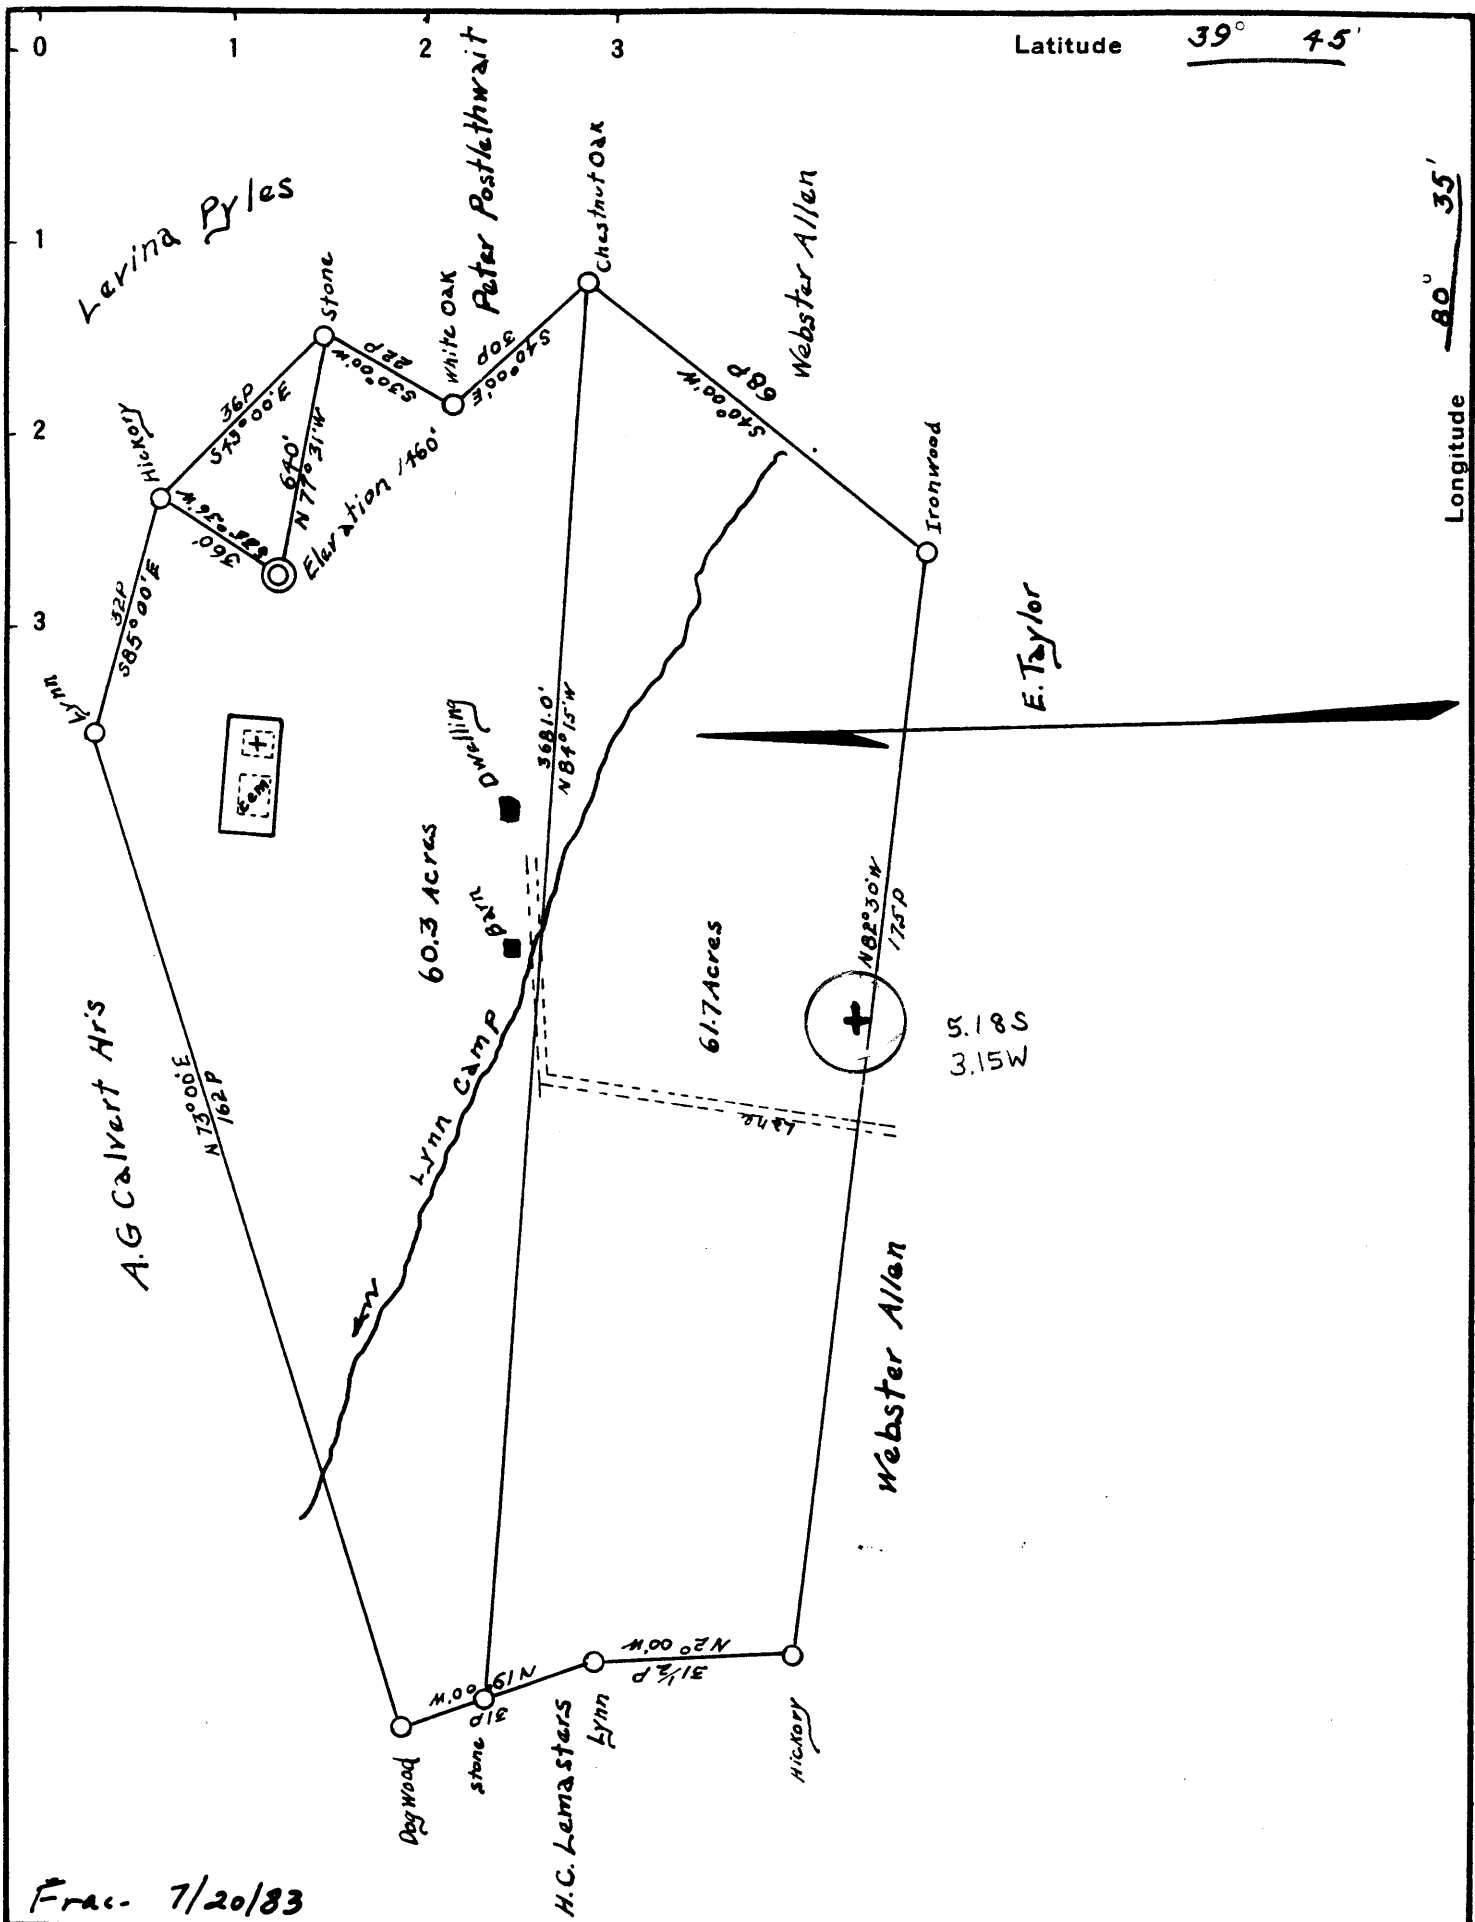 0 1 2 3
Latitude 39° 45'
1
2
3
Longitude 80° 35'
Levina Pyles
Peter Postlethwait
Stone
White Oak
Chestnut Oak
Webster Allen
Hickory
36P
S43°00'E
22P
S30°00'W
30P
S40°00'E
68P
S40°00'W
640'
N77°31'W
360'
Elevation 1460'
Ironwood
32P
S85°00'E
Lynn
E. Taylor
Cem.
Dwelling
3681.0'
N84°15'W
60.3 Acres
Barn
N82°30'W
175P
61.7 Acres
5.18S
3.15W
A.G Calvert Hr's
N73°00'E
162P
Lynn Camp
Lane
Webster Allen
N19°00'W
31P
N2°00'W
31½P
Dogwood
Stone
H.C. Lemasters
Lynn
Hickory
Frac- 7/20/83